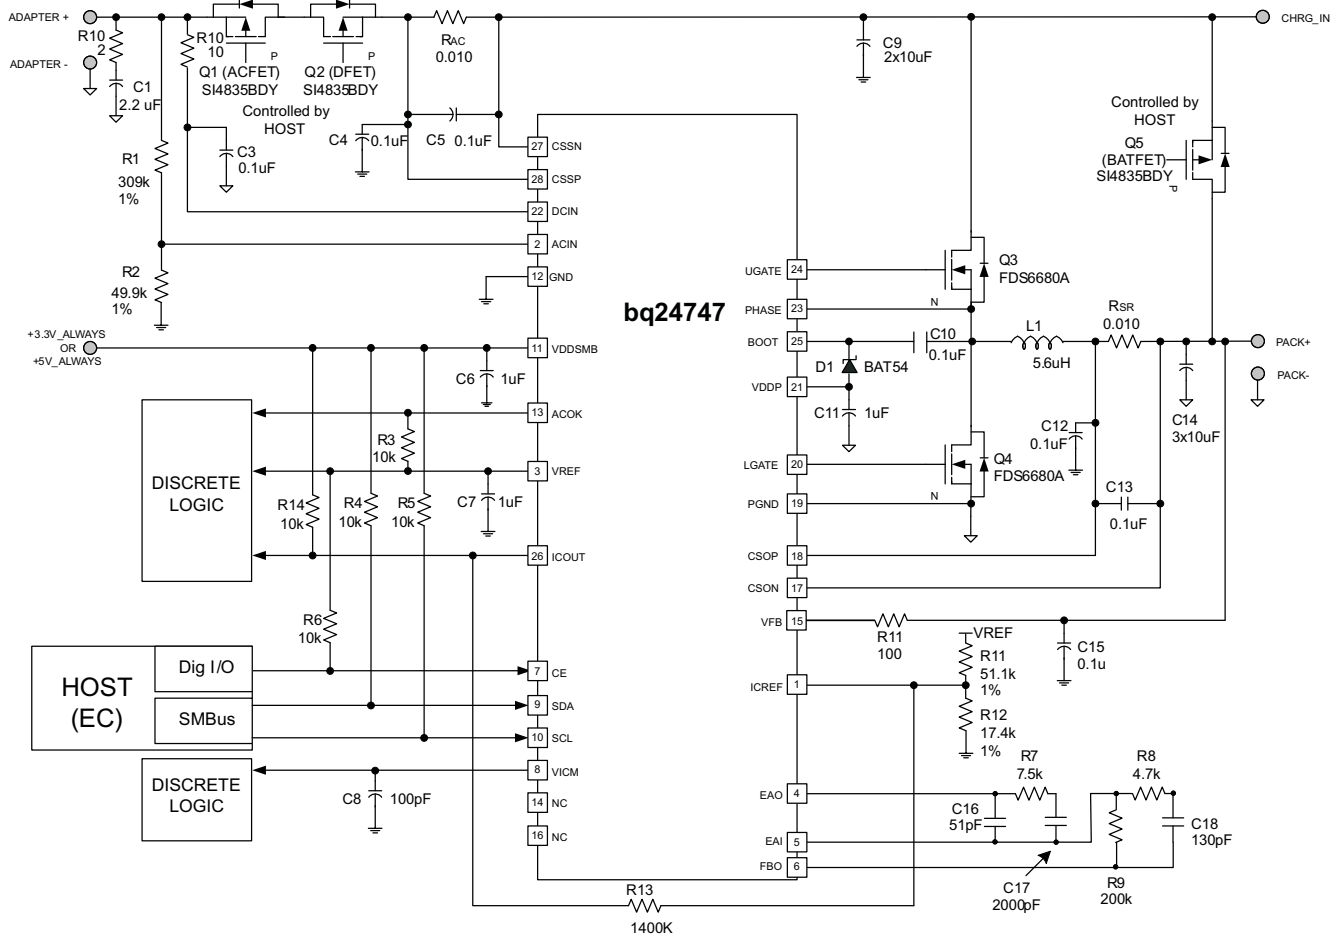 ADAPTER +
R10
2
ADAPTER -
C1
2.2 uF
R10
10
P
Q1 (ACFET)
SI4835BDY
P
Q2 (DFET)
SI4835BDY
Controlled by
HOST
RAC
0.010
C9
2x10uF
CHRG_IN
C3
0.1uF
C4
0.1uF
C5
0.1uF
R1
309k
1%
R2
49.9k
1%
Controlled by
HOST
Q5
(BATFET)
SI4835BDY
P
27
CSSN
28
CSSP
22
DCIN
2
ACIN
12
GND
11
VDDSMB
13
ACOK
3
VREF
26
ICOUT
7
CE
9
SDA
10
SCL
8
VICM
14
NC
16
NC
bq24747
UGATE
24
PHASE
23
BOOT
25
VDDP
21
LGATE
20
PGND
19
CSOP
18
CSON
17
VFB
15
ICREF
1
EAO
4
EAI
5
FBO
6
+3.3V_ALWAYS
OR
+5V_ALWAYS
C6
1uF
R3
10k
C7
1uF
R14
10k
R4
10k
R5
10k
R6
10k
DISCRETE
LOGIC
HOST
(EC)
Dig I/O
SMBus
DISCRETE
LOGIC
C8
100pF
Q3
FDS6680A
N
C10
0.1uF
D1
BAT54
C11
1uF
L1
5.6uH
RSR
0.010
PACK+
PACK-
C14
3x10uF
C12
0.1uF
Q4
FDS6680A
N
C13
0.1uF
R11
100
C15
0.1u
VREF
R11
51.1k
1%
R12
17.4k
1%
R7
7.5k
R8
4.7k
C16
51pF
C18
130pF
C17
2000pF
R9
200k
R13
1400K